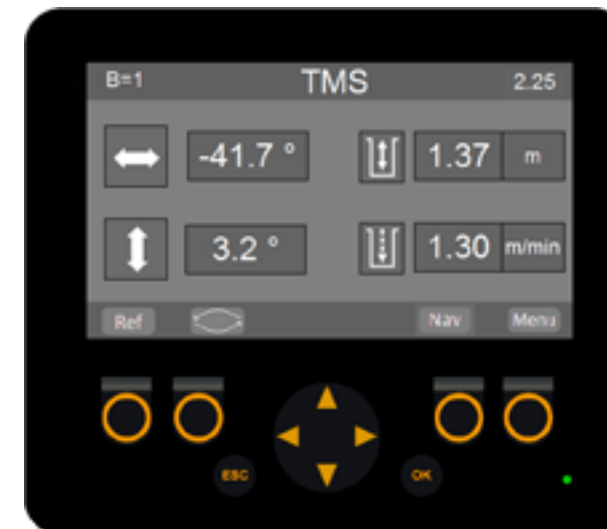 B=1 TMS 2.25
-41.7 ° 1.37 m
3.2 ° 1.30 m/min
Ref Nav Menu
ESC OK